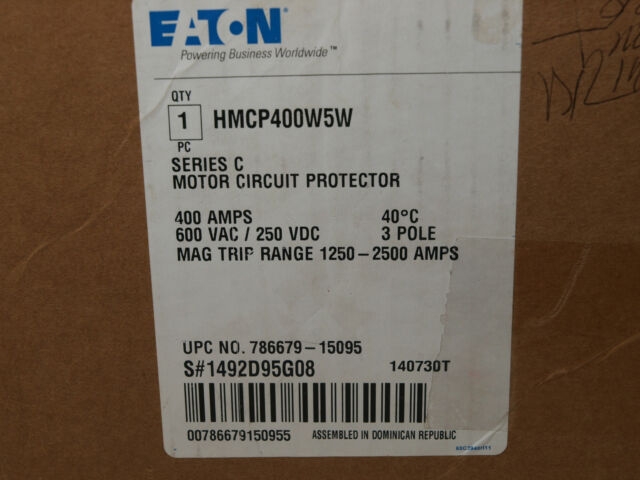 EATON
Powering Business Worldwide™
QTY
1 HMCP400W5W
PC
SERIES C
MOTOR CIRCUIT PROTECTOR
400 AMPS 40°C
600 VAC / 250 VDC 3 POLE
MAG TRIP RANGE 1250-2500 AMPS
UPC NO. 786679-15095
S#1492D95G08 140730T
00786679150955 ASSEMBLED IN DOMINICAN REPUBLIC